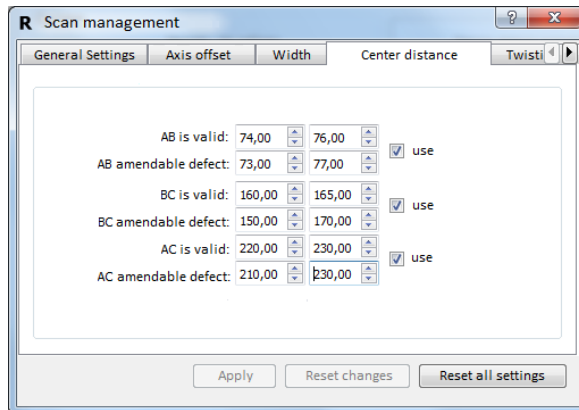 R Scan management ? x
General Settings Axis offset Width Center distance Twisti
AB is valid: 74,00 76,00
use
AB amendable defect: 73,00 77,00
BC is valid: 160,00 165,00
use
BC amendable defect: 150,00 170,00
AC is valid: 220,00 230,00
use
AC amendable defect: 210,00 230,00
Apply Reset changes Reset all settings